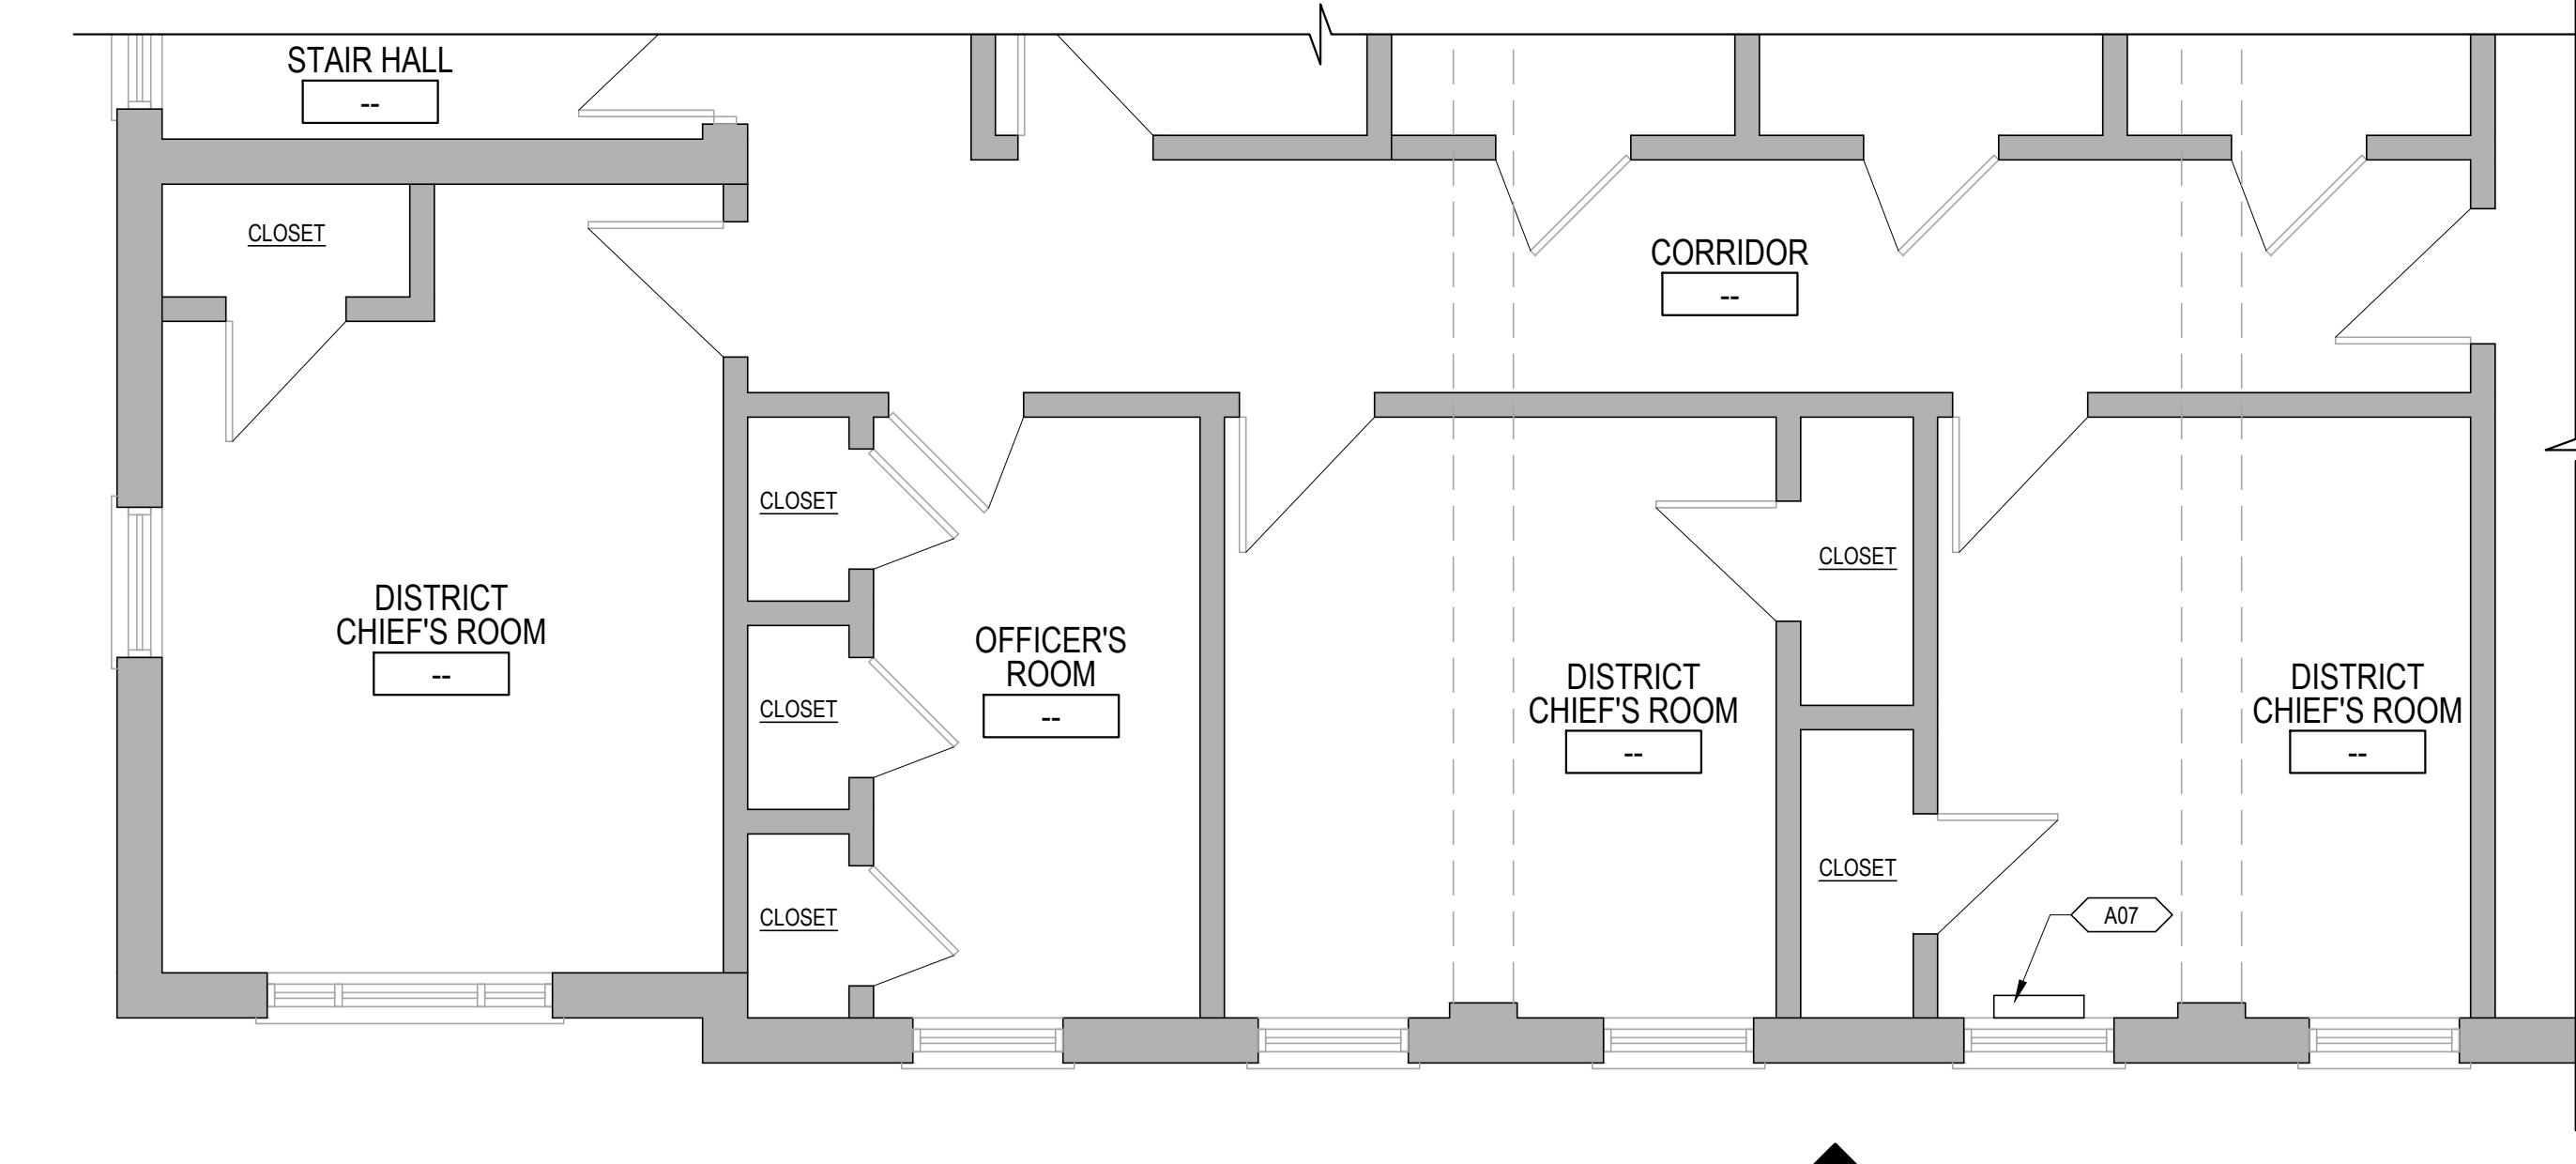 STAIR HALL
--
CLOSET
CORRIDOR
--
CLOSET
CLOSET
DISTRICT
CHIEF'S ROOM
--
OFFICER'S
ROOM
--
CLOSET
DISTRICT
CHIEF'S ROOM
--
DISTRICT
CHIEF'S ROOM
--
CLOSET
CLOSET
A07